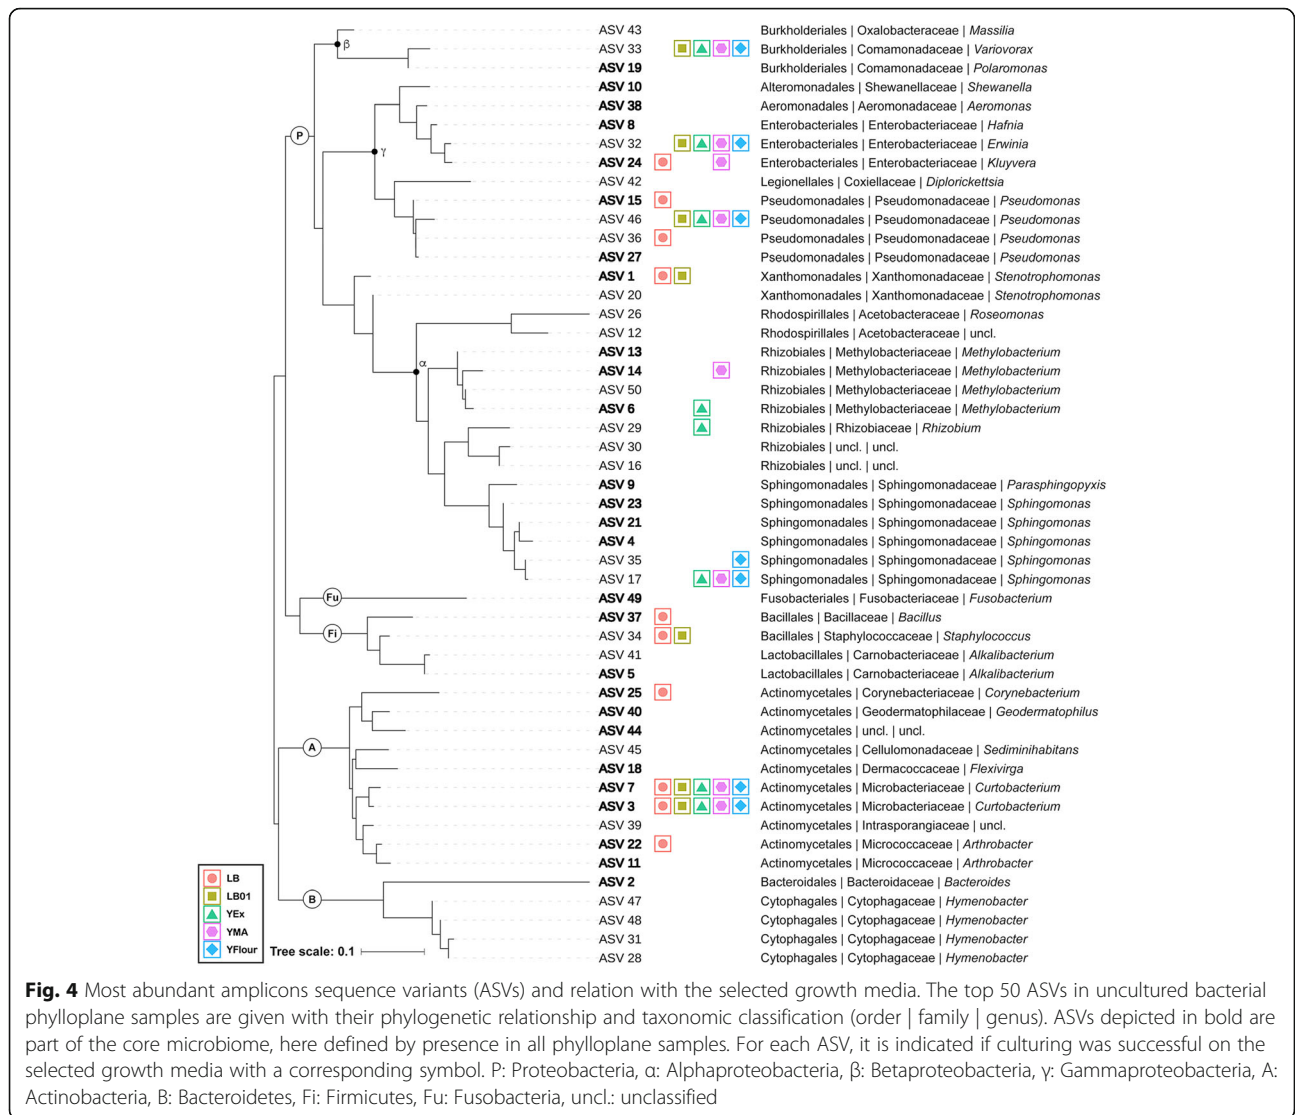 ASV 43 Burkholderiales | Oxalobacteraceae | Massilia
β
ASV 33 Burkholderiales | Comamonadaceae | Variovorax
ASV 19 Burkholderiales | Comamonadaceae | Polaromonas
ASV 10 Alteromonadales | Shewanellaceae | Shewanella
ASV 38 Aeromonadales | Aeromonadaceae | Aeromonas
ASV 8 Enterobacteriales | Enterobacteriaceae | Hafnia
P
ASV 32 Enterobacteriales | Enterobacteriaceae | Erwinia
γ
ASV 24 Enterobacteriales | Enterobacteriaceae | Kluyvera
ASV 42 Legionellales | Coxiellaceae | Diplorickettsia
ASV 15 Pseudomonadales | Pseudomonadaceae | Pseudomonas
ASV 46 Pseudomonadales | Pseudomonadaceae | Pseudomonas
ASV 36 Pseudomonadales | Pseudomonadaceae | Pseudomonas
ASV 27 Pseudomonadales | Pseudomonadaceae | Pseudomonas
ASV 1 Xanthomonadales | Xanthomonadaceae | Stenotrophomonas
ASV 20 Xanthomonadales | Xanthomonadaceae | Stenotrophomonas
ASV 26 Rhodospirillales | Acetobacteraceae | Roseomonas
ASV 12 Rhodospirillales | Acetobacteraceae | uncl.
ASV 13 Rhizobiales | Methylobacteriaceae | Methylobacterium
α
ASV 14 Rhizobiales | Methylobacteriaceae | Methylobacterium
ASV 50 Rhizobiales | Methylobacteriaceae | Methylobacterium
ASV 6 Rhizobiales | Methylobacteriaceae | Methylobacterium
ASV 29 Rhizobiales | Rhizobiaceae | Rhizobium
ASV 30 Rhizobiales | uncl. | uncl.
ASV 16 Rhizobiales | uncl. | uncl.
ASV 9 Sphingomonadales | Sphingomonadaceae | Parasphingopyxis
ASV 23 Sphingomonadales | Sphingomonadaceae | Sphingomonas
ASV 21 Sphingomonadales | Sphingomonadaceae | Sphingomonas
ASV 4 Sphingomonadales | Sphingomonadaceae | Sphingomonas
ASV 35 Sphingomonadales | Sphingomonadaceae | Sphingomonas
ASV 17 Sphingomonadales | Sphingomonadaceae | Sphingomonas
Fu
ASV 49 Fusobacteriales | Fusobacteriaceae | Fusobacterium
ASV 37 Bacillales | Bacillaceae | Bacillus
Fi
ASV 34 Bacillales | Staphylococcaceae | Staphylococcus
ASV 41 Lactobacillales | Carnobacteriaceae | Alkalibacterium
ASV 5 Lactobacillales | Carnobacteriaceae | Alkalibacterium
ASV 25 Actinomycetales | Corynebacteriaceae | Corynebacterium
ASV 40 Actinomycetales | Geodermatophilaceae | Geodermatophilus
ASV 44 Actinomycetales | uncl. | uncl.
A
ASV 45 Actinomycetales | Cellulomonadaceae | Sediminihabitans
ASV 18 Actinomycetales | Dermacoccaceae | Flexivirga
ASV 7 Actinomycetales | Microbacteriaceae | Curtobacterium
ASV 3 Actinomycetales | Microbacteriaceae | Curtobacterium
ASV 39 Actinomycetales | Intrasporangiaceae | uncl.
ASV 22 Actinomycetales | Micrococcaceae | Arthrobacter
ASV 11 Actinomycetales | Micrococcaceae | Arthrobacter
ASV 2 Bacteroidales | Bacteroidaceae | Bacteroides
B
ASV 47 Cytophagales | Cytophagaceae | Hymenobacter
ASV 48 Cytophagales | Cytophagaceae | Hymenobacter
ASV 31 Cytophagales | Cytophagaceae | Hymenobacter
ASV 28 Cytophagales | Cytophagaceae | Hymenobacter
LB
LB01
YEx
YMA
YFlour
Tree scale: 0.1
Fig. 4 Most abundant amplicons sequence variants (ASVs) and relation with the selected growth media. The top 50 ASVs in uncultured bacterial
phylloplane samples are given with their phylogenetic relationship and taxonomic classification (order | family | genus). ASVs depicted in bold are
part of the core microbiome, here defined by presence in all phylloplane samples. For each ASV, it is indicated if culturing was successful on the
selected growth media with a corresponding symbol. P: Proteobacteria, α: Alphaproteobacteria, β: Betaproteobacteria, γ: Gammaproteobacteria, A:
Actinobacteria, B: Bacteroidetes, Fi: Firmicutes, Fu: Fusobacteria, uncl.: unclassified